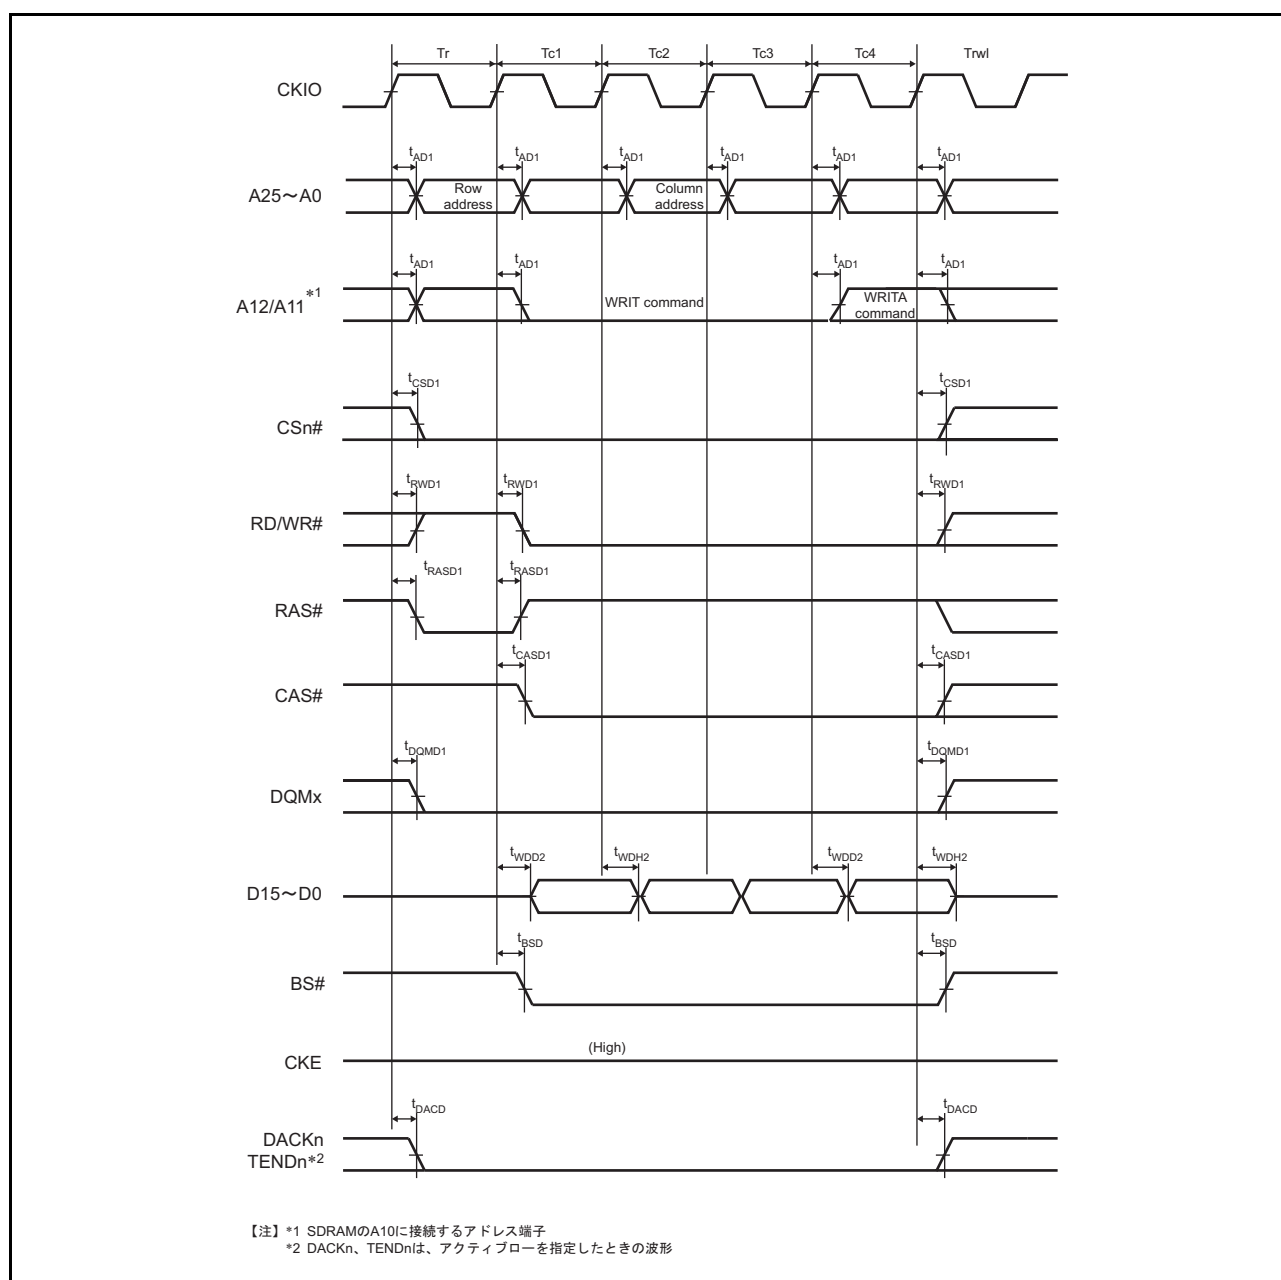 Tr Tc1 Tc2 Tc3 Tc4 Trwl
CKIO
tAD1 tAD1 tAD1 tAD1 tAD1 tAD1
A25～A0
Row address
Column address
tAD1 tAD1 tAD1 tAD1
A12/A11*1
WRIT command
WRITA command
tCSD1 tCSD1
CSn#
tRWD1 tRWD1 tRWD1
RD/WR#
tRASD1 tRASD1
RAS#
tCASD1 tCASD1
CAS#
tDQMD1 tDQMD1
DQMx
tWDD2 tWDH2 tWDD2 tWDH2
D15～D0
tBSD tBSD
BS#
(High)
CKE
tDACD tDACD
DACKn
TENDn*2
【注】*1 SDRAMのA10に接続するアドレス端子
*2 DACKn、TENDnは、アクティブローを指定したときの波形